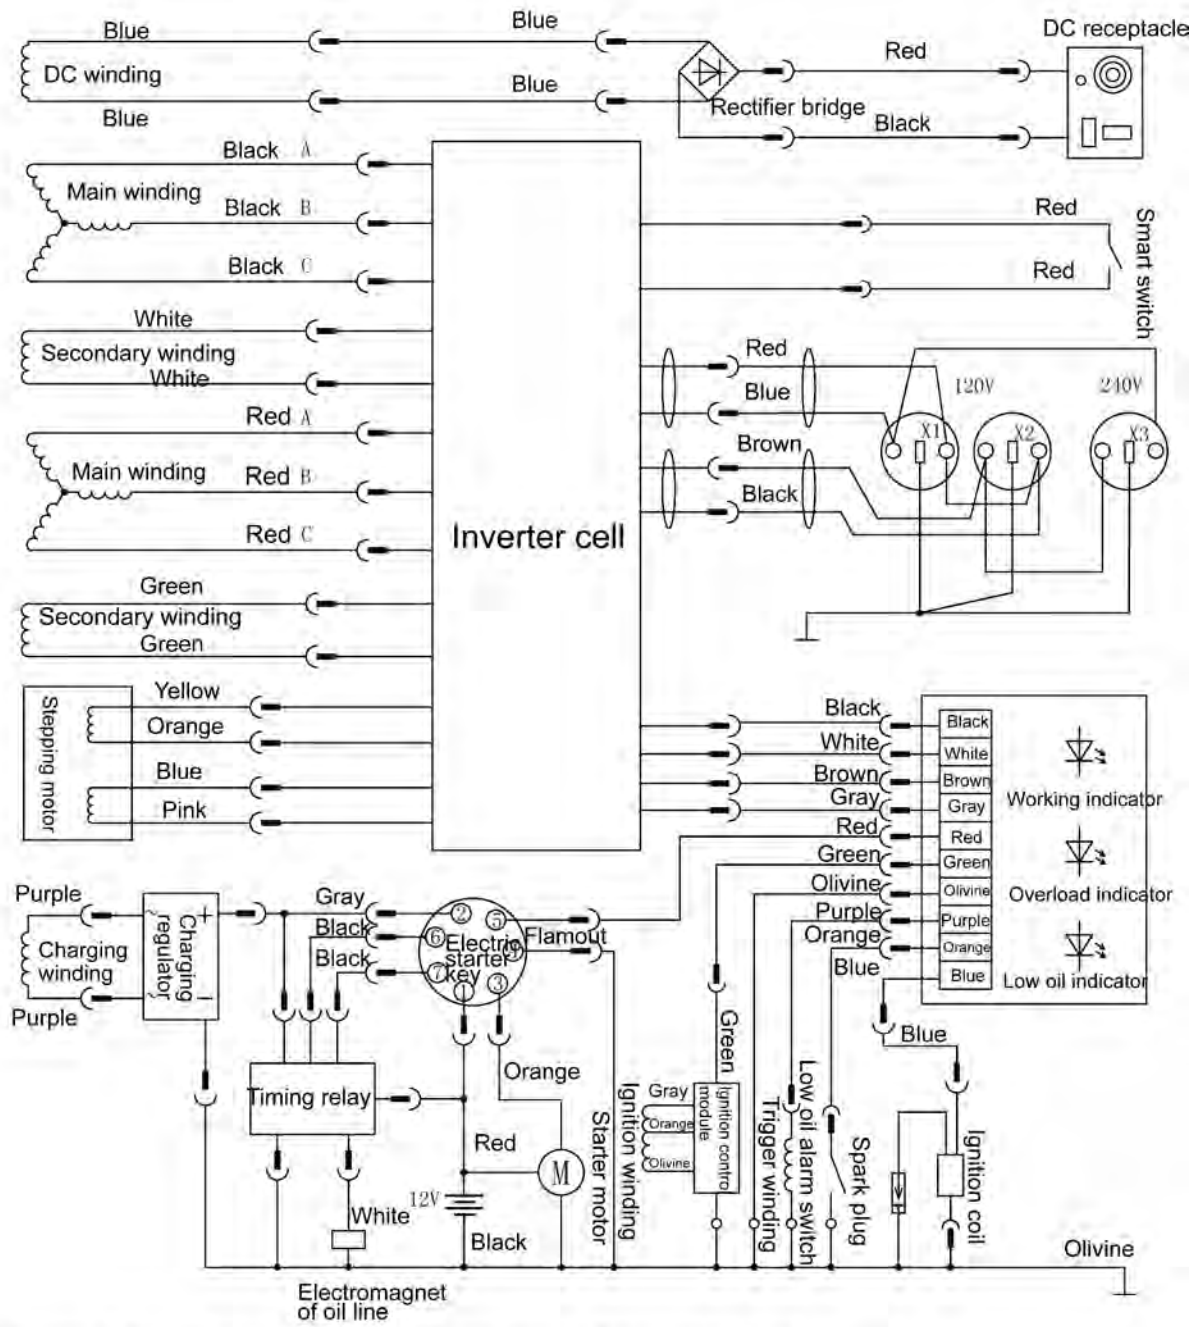 Blue
Blue
DC receptacle
DC winding
Red
Blue
Blue
Rectifier bridge
Black
Black A
Main winding
Black B
Black C
Red
Red
Smart switch
White
Secondary winding
White
Red
Blue
120V
240V
Red A
Main winding
Red B
Red C
Brown
Black
X1
X2
X3
Inverter cell
Green
Secondary winding
Green
Stepping motor
Yellow
Orange
Blue
Pink
Black
White
Brown
Gray
Red
Green
Olivine
Purple
Orange
Blue
Black
White
Brown
Gray
Red
Green
Olivine
Purple
Orange
Blue
Working indicator
Overload indicator
Low oil indicator
Purple
Charging
winding
Purple
Charging
regulator
+
−
Gray
Black
Black
2
5
6
7
3
Electric
starter
key
Flamout
Timing relay
Orange
Red
12V
Black
M
White
Electromagnet
of oil line
Starter motor
Ignition winding
Gray
Orange
Olivine
Ignition contro
module
Green
Trigger winding
Low oil alarm switch
Spark plug
Blue
Ignition coil
Olivine